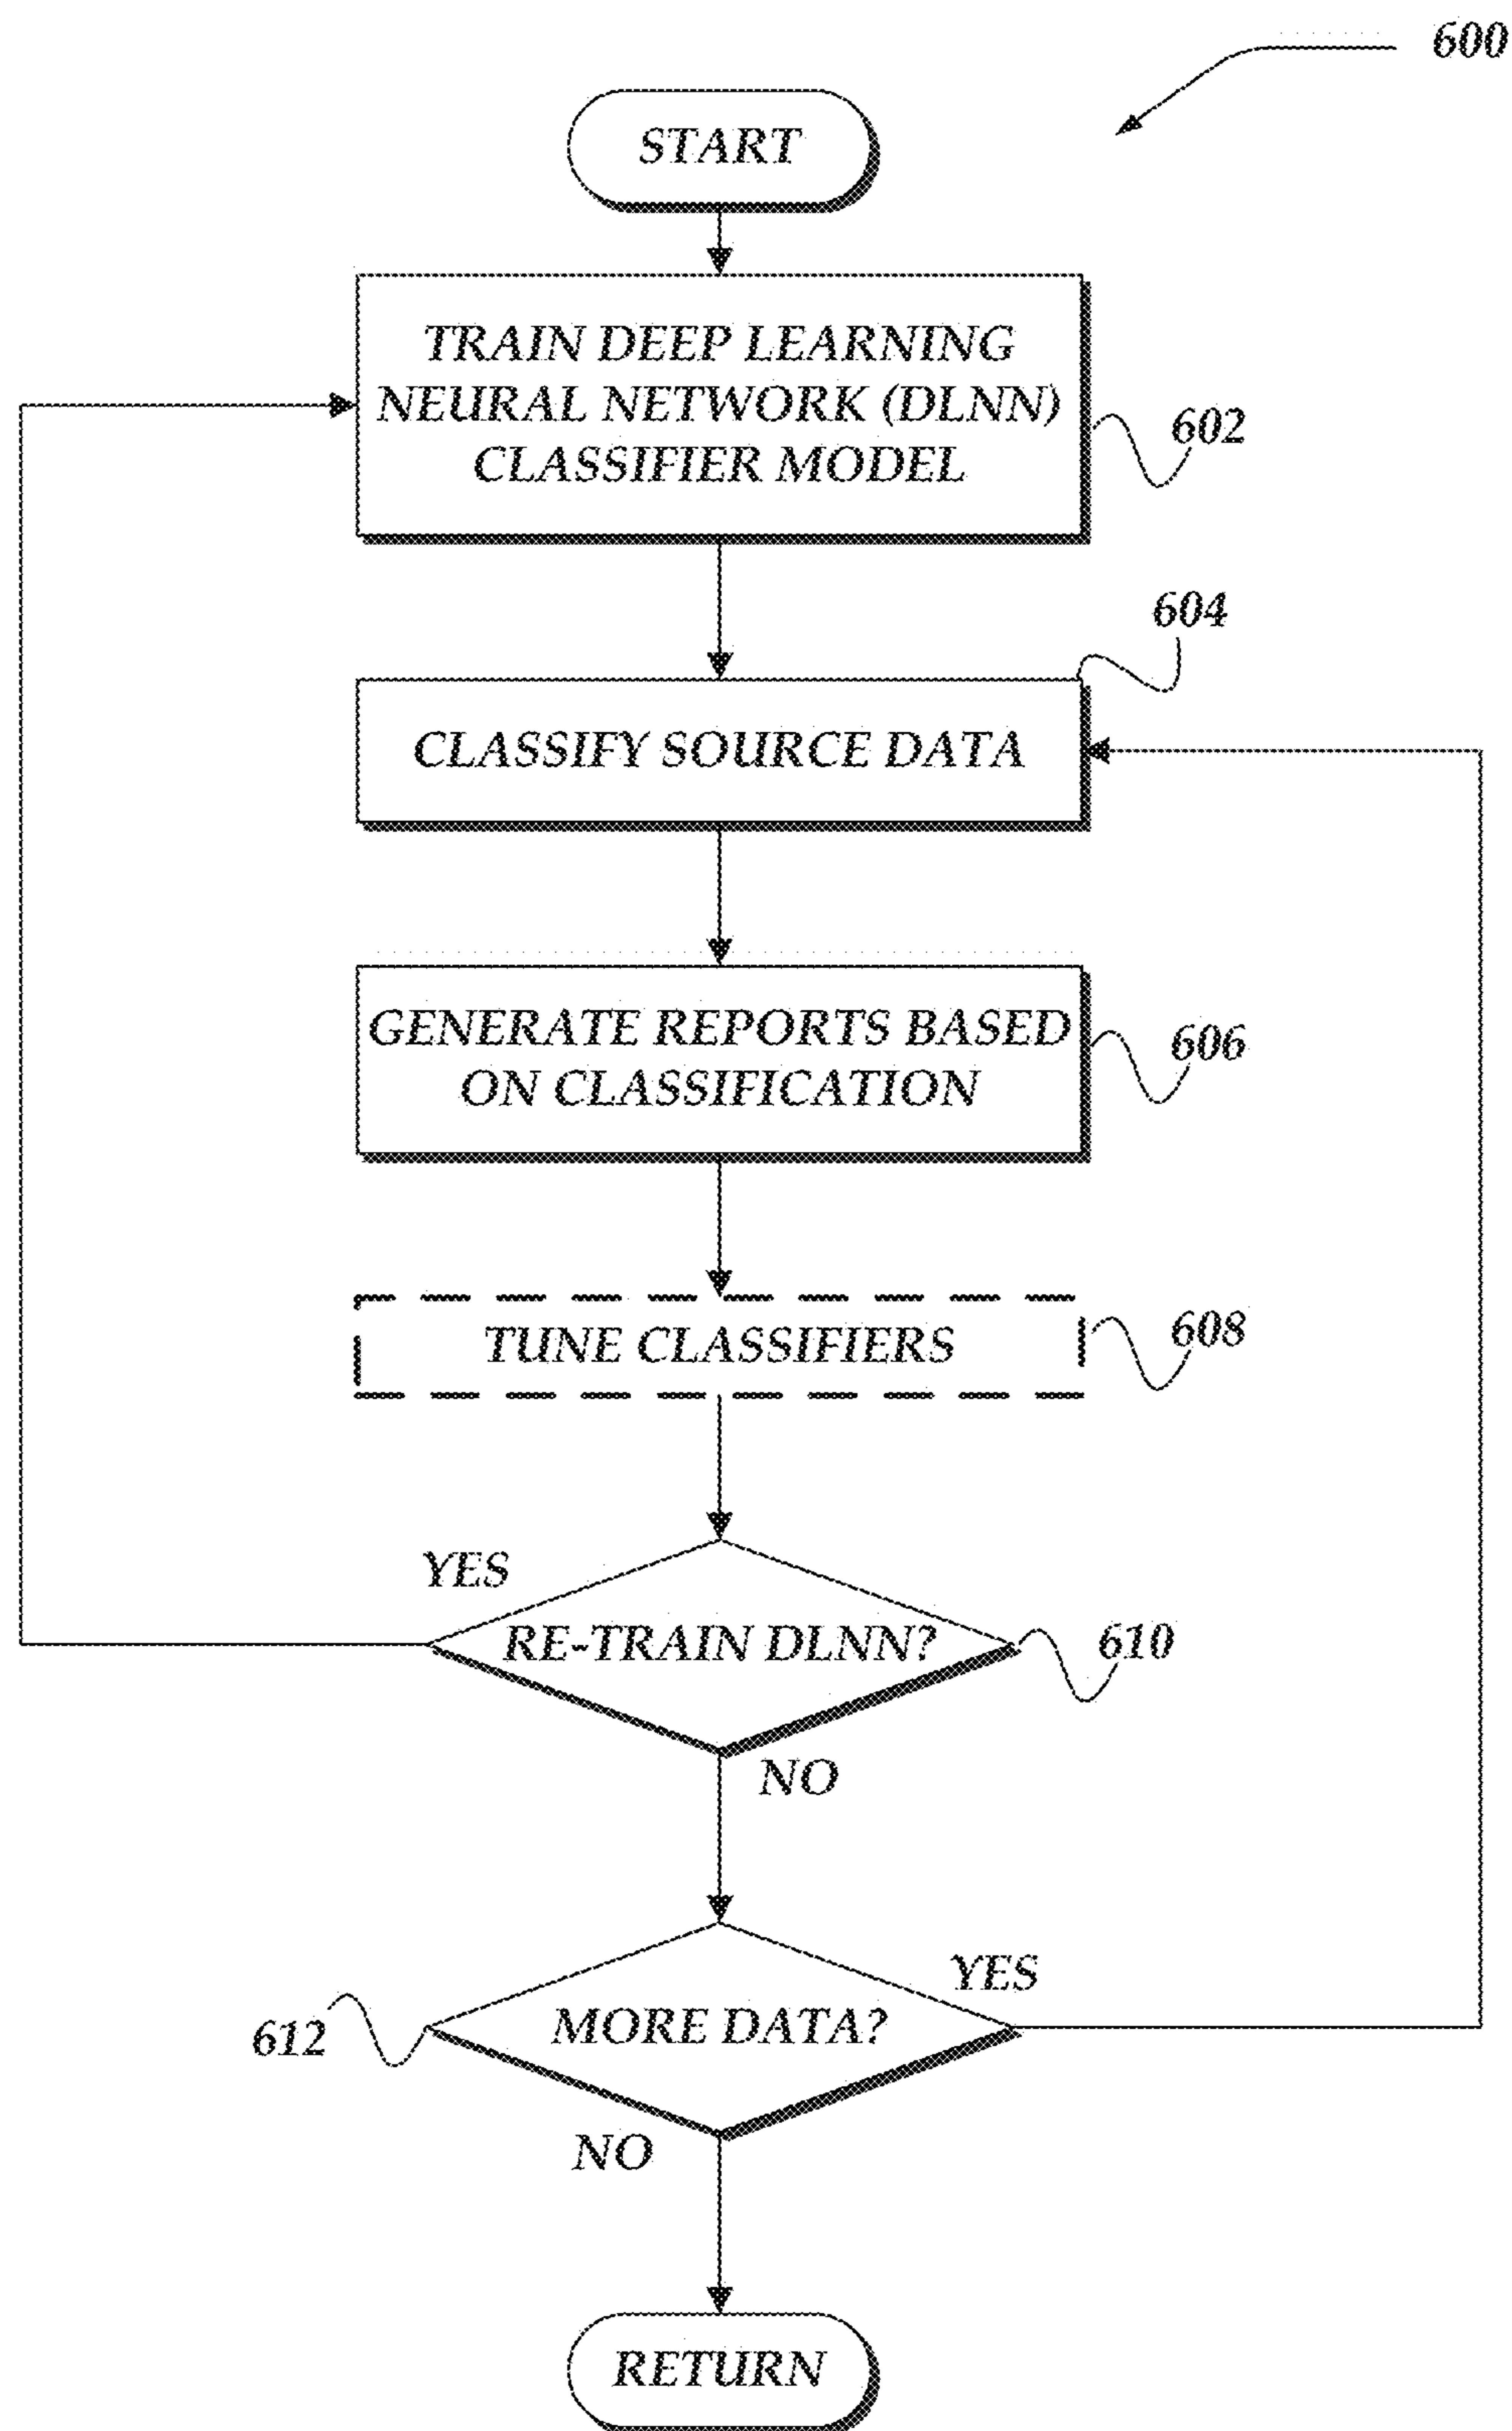 600
START
TRAIN DEEP LEARNING
NEURAL NETWORK (DLNN)
CLASSIFIER MODEL
602
604
CLASSIFY SOURCE DATA
GENERATE REPORTS BASED
ON CLASSIFICATION
606
TUNE CLASSIFIERS
608
YES
RE-TRAIN DLNN?
610
NO
YES
MORE DATA?
612
NO
RETURN